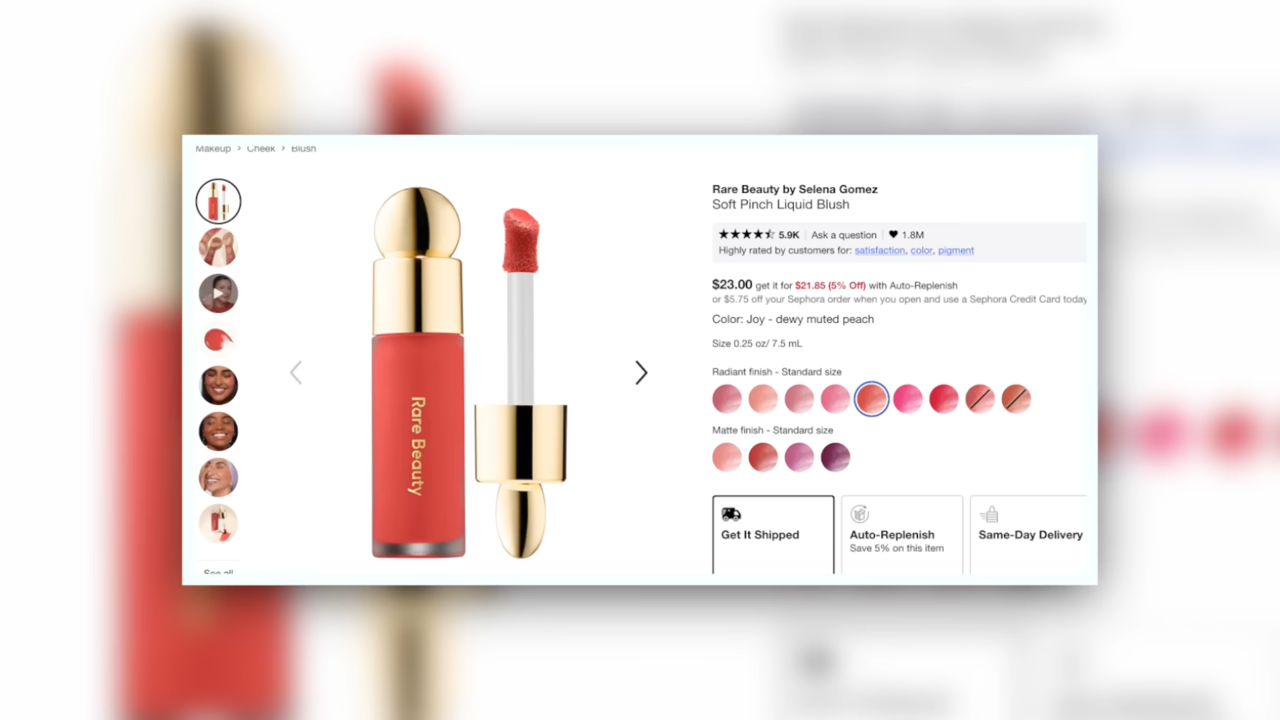 Makeup > Cheek > Blush
Rare Beauty by Selena Gomez
Soft Pinch Liquid Blush
5.9K Ask a question 1.8M
Highly rated by customers for: satisfaction, color, pigment
$23.00 get it for $21.85 (5% Off) with Auto-Replenish
or $5.75 off your Sephora order when you open and use a Sephora Credit Card today
Color: Joy - dewy muted peach
Size 0.25 oz/ 7.5 mL
Radiant finish - Standard size
Matte finish - Standard size
Get It Shipped
Auto-Replenish
Save 5% on this item
Same-Day Delivery
Rare Beauty
See all